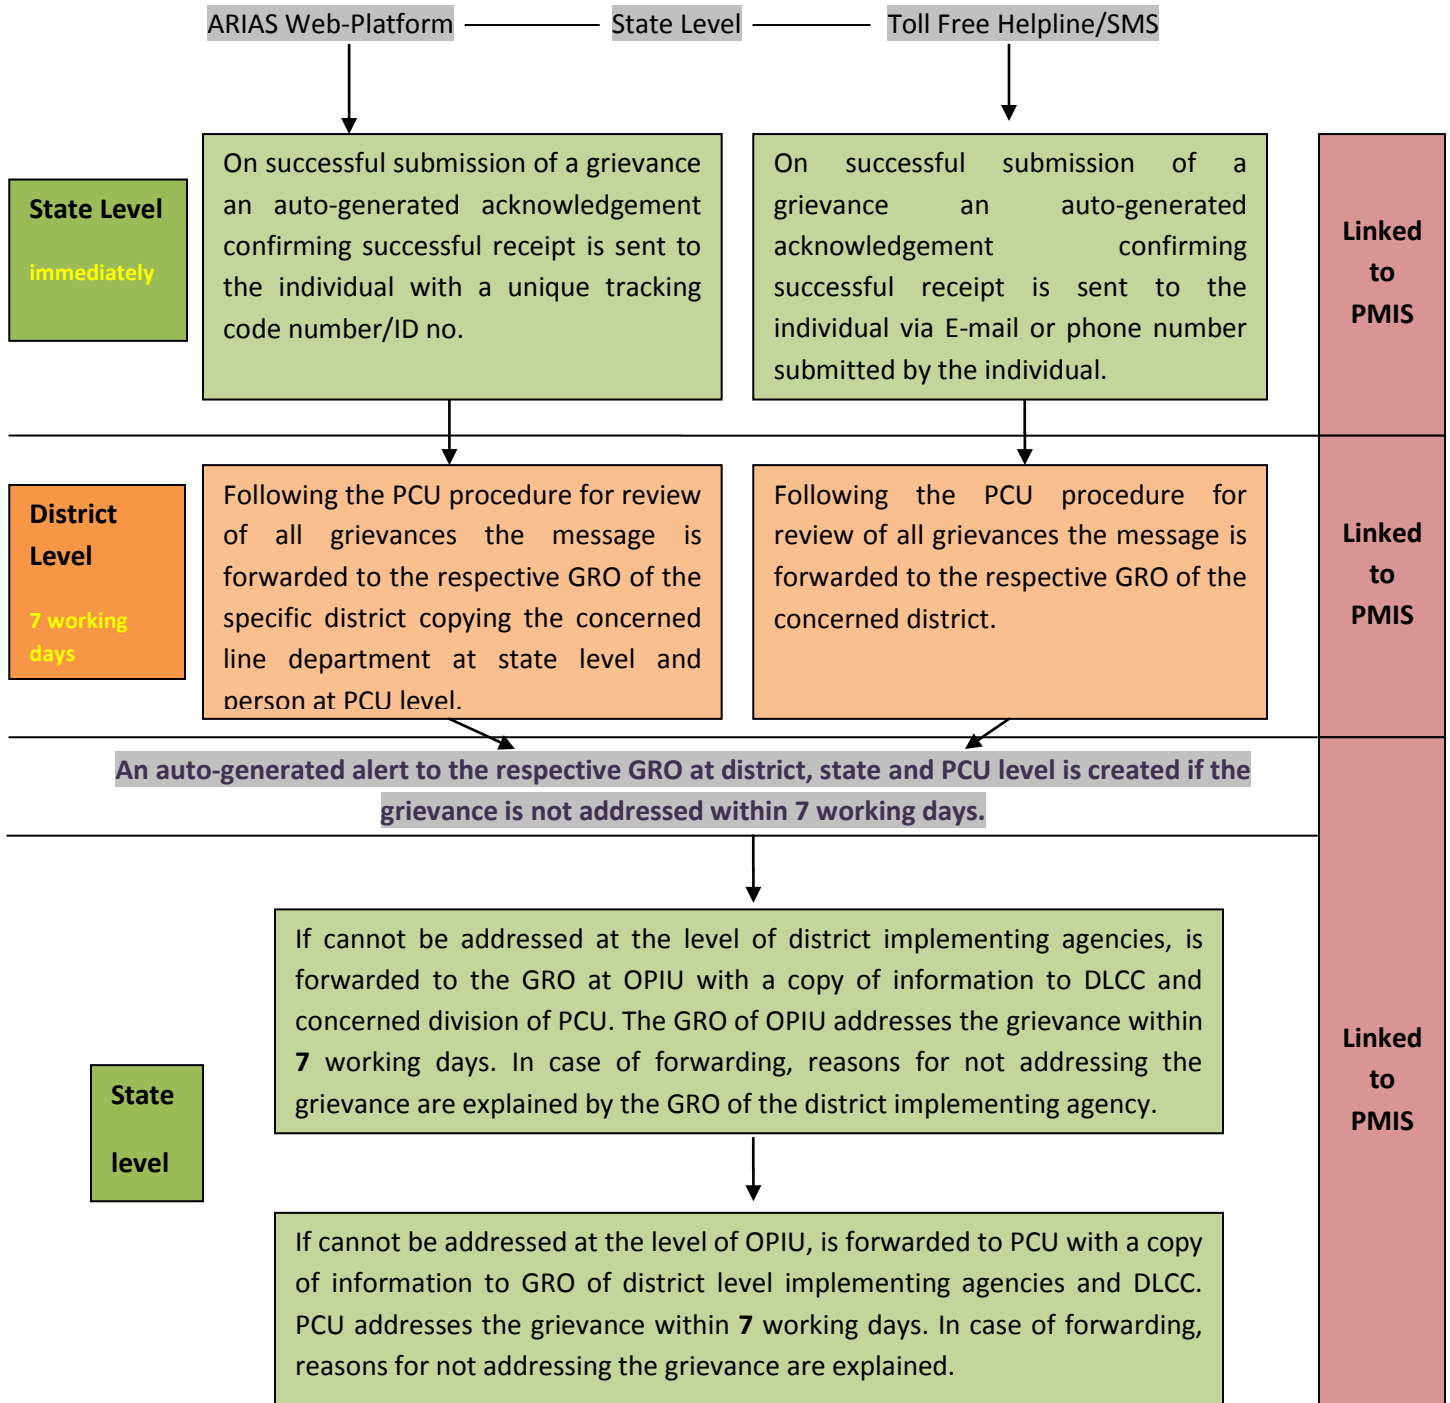 ARIAS Web-Platform State Level Toll Free Helpline/SMS
State Level
immediately
On successful submission of a grievance
an auto-generated acknowledgement
confirming successful receipt is sent to
the individual with a unique tracking
code number/ID no.
On successful submission of a
grievance an auto-generated
acknowledgement confirming
successful receipt is sent to the
individual via E-mail or phone number
submitted by the individual.
Linked
to
PMIS
District
Level
7 working
days
Following the PCU procedure for review
of all grievances the message is
forwarded to the respective GRO of the
specific district copying the concerned
line department at state level and
person at PCU level.
Following the PCU procedure for
review of all grievances the message is
forwarded to the respective GRO of the
concerned district.
Linked
to
PMIS
An auto-generated alert to the respective GRO at district, state and PCU level is created if the
grievance is not addressed within 7 working days.
State
level
If cannot be addressed at the level of district implementing agencies, is
forwarded to the GRO at OPIU with a copy of information to DLCC and
concerned division of PCU. The GRO of OPIU addresses the grievance within
7 working days. In case of forwarding, reasons for not addressing the
grievance are explained by the GRO of the district implementing agency.
If cannot be addressed at the level of OPIU, is forwarded to PCU with a copy
of information to GRO of district level implementing agencies and DLCC.
PCU addresses the grievance within 7 working days. In case of forwarding,
reasons for not addressing the grievance are explained.
Linked
to
PMIS